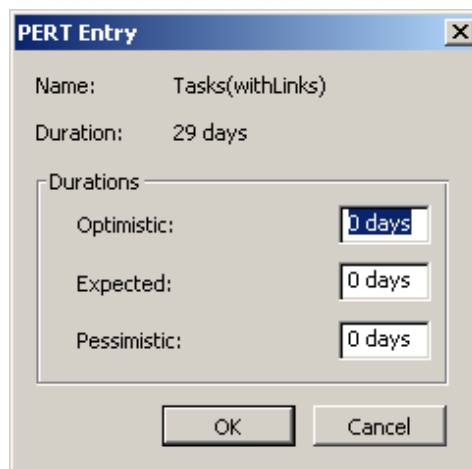 PERT Entry
Name: Tasks(withLinks)
Duration: 29 days
Durations
Optimistic: 0 days
Expected: 0 days
Pessimistic: 0 days
OK Cancel